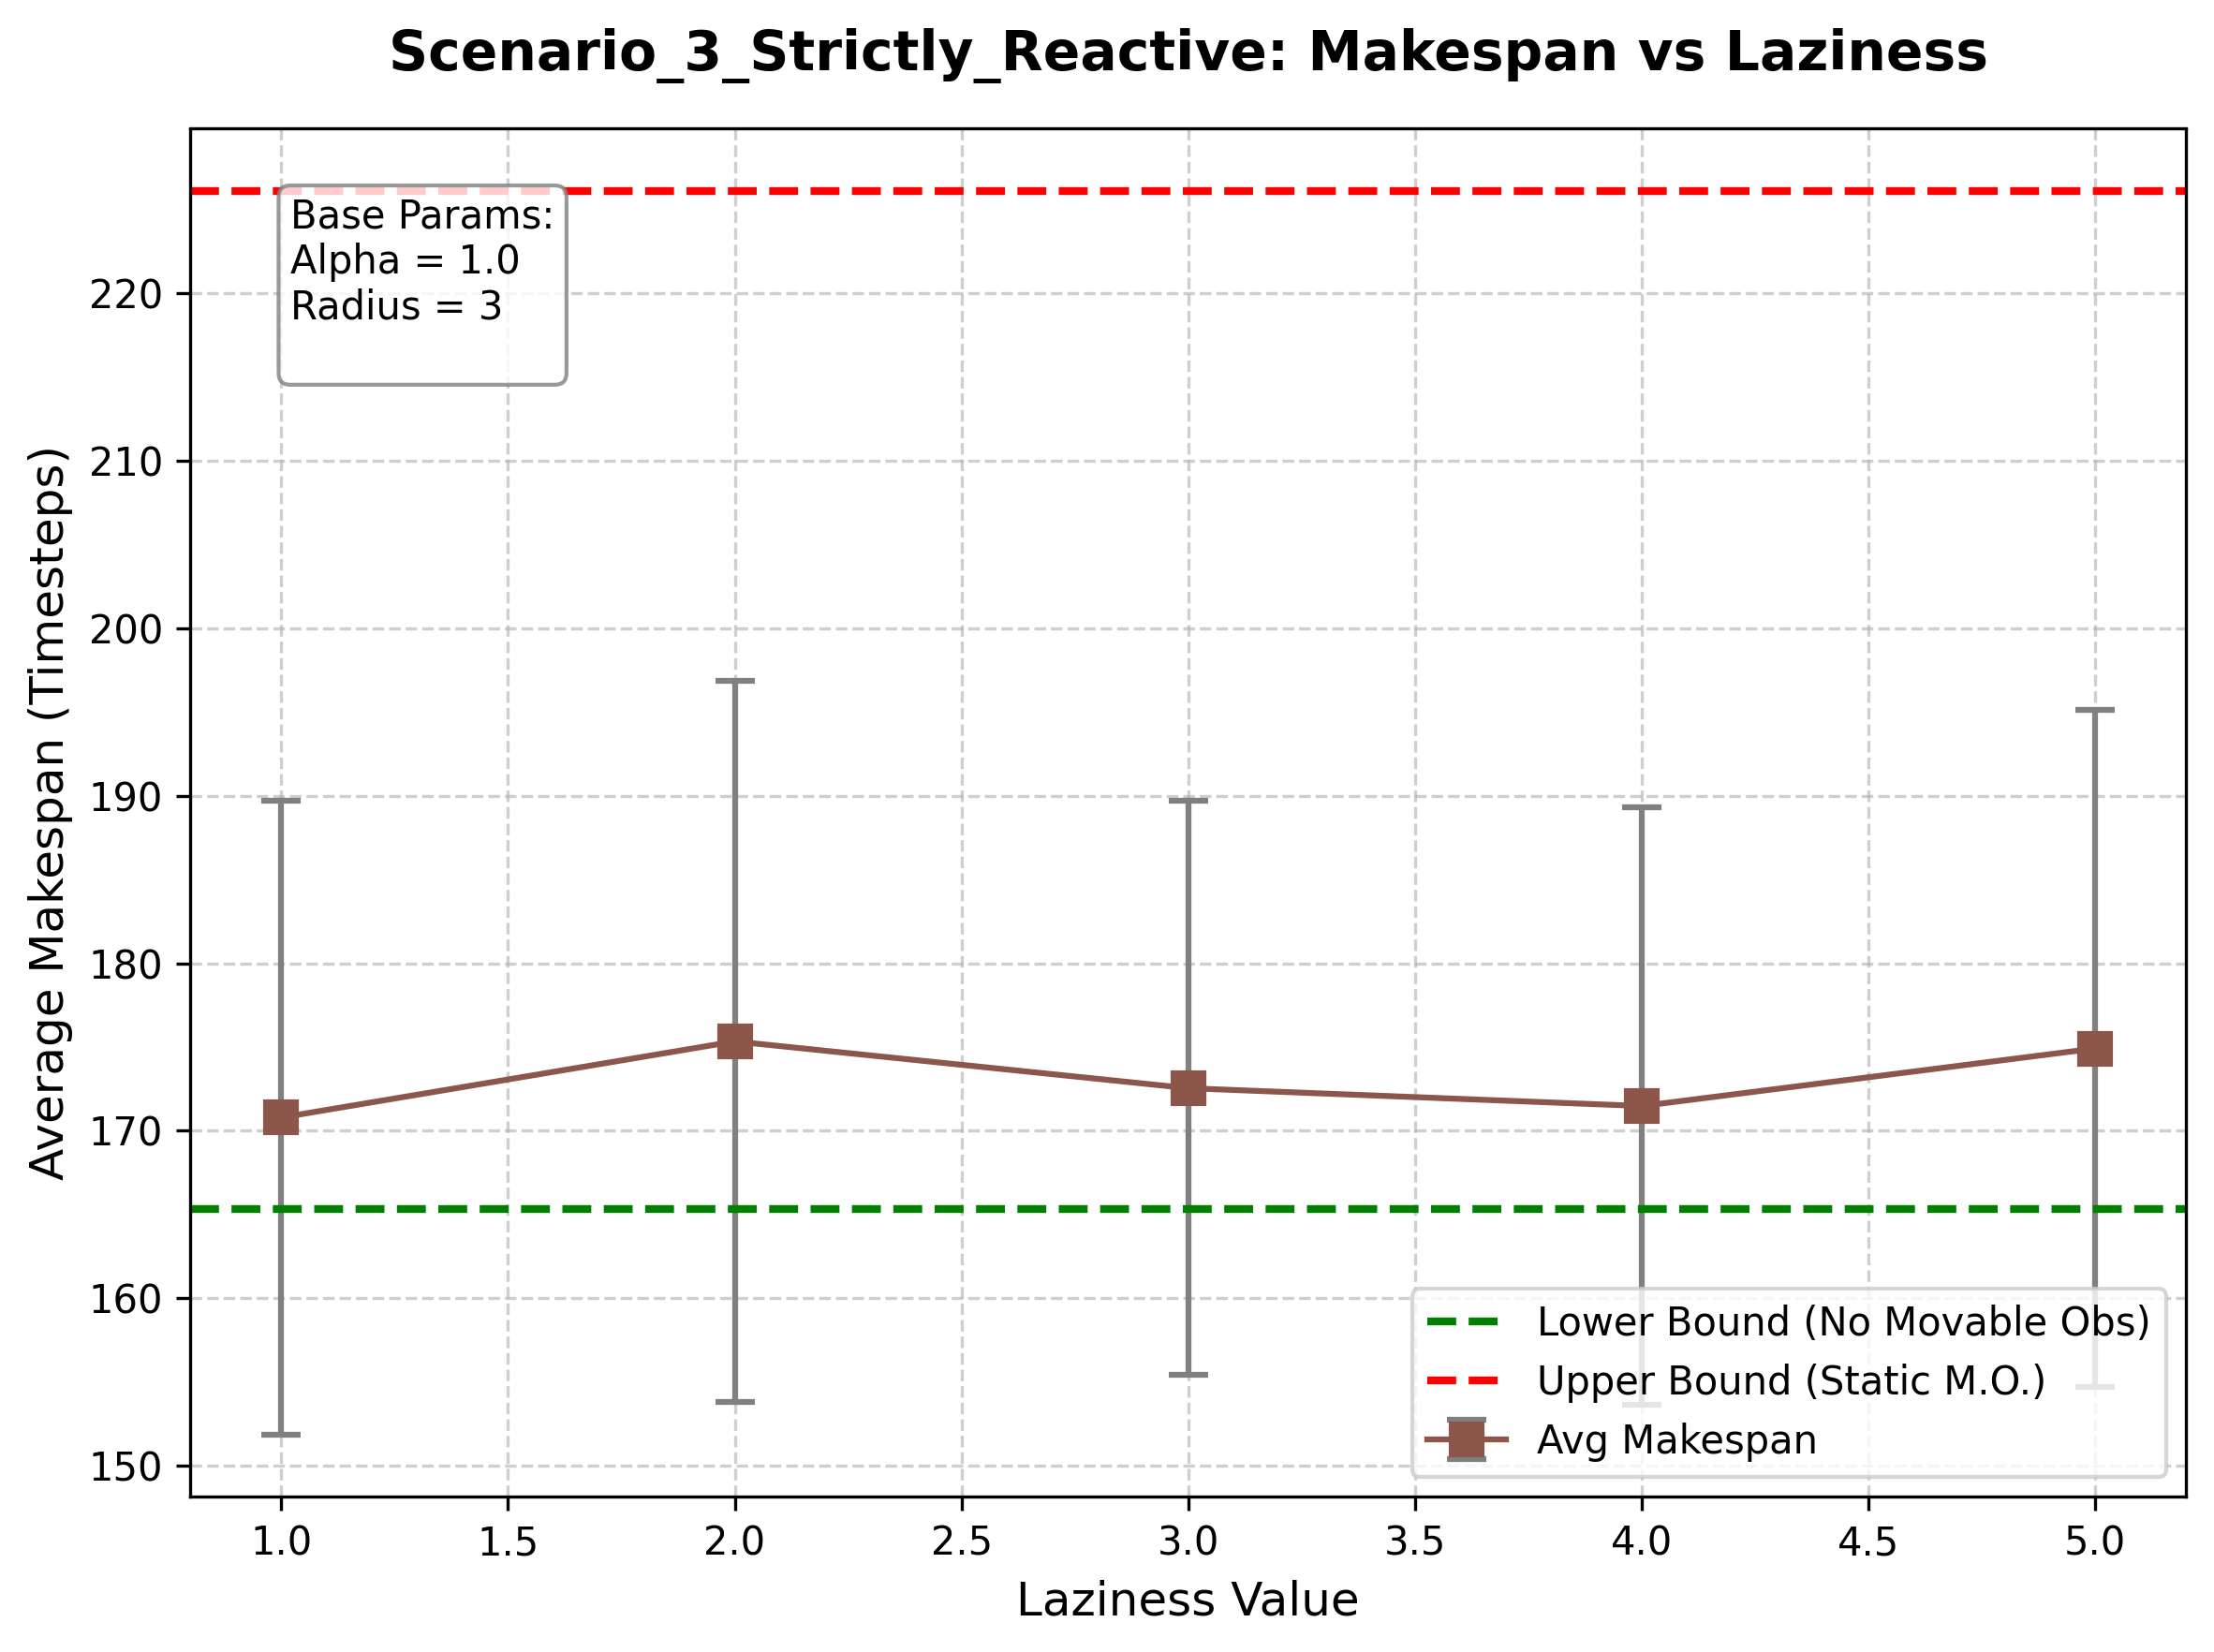 Scenario_3_Strictly_Reactive: Makespan vs Laziness
Base Params:
Alpha = 1.0
Radius = 3
Average Makespan (Timesteps)
220
210
200
190
180
170
160
150
Lower Bound (No Movable Obs)
Upper Bound (Static M.O.)
Avg Makespan
1.0 1.5 2.0 2.5 3.0 3.5 4.0 4.5 5.0
Laziness Value